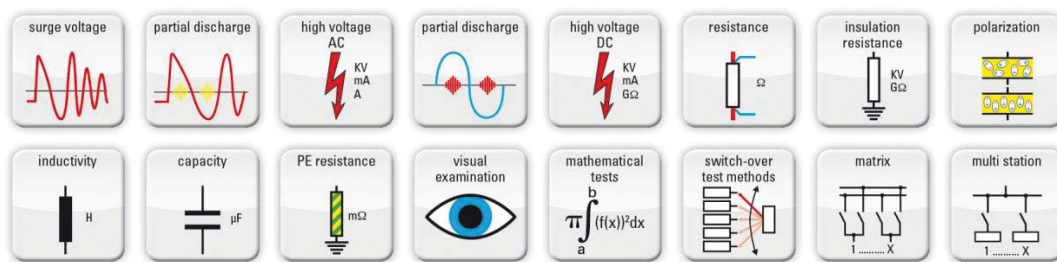 surge voltage
partial discharge
high voltage
AC
KV
mA
A
partial discharge
high voltage
DC
KV
mA
GΩ
resistance
Ω
insulation
resistance
KV
GΩ
polarization
inductivity
H
capacity
µF
PE resistance
mΩ
visual
examination
mathematical
tests
b
π∫(f(x))²dx
a
switch-over
test methods
matrix
1 .......... X
multi station
1 .......... X